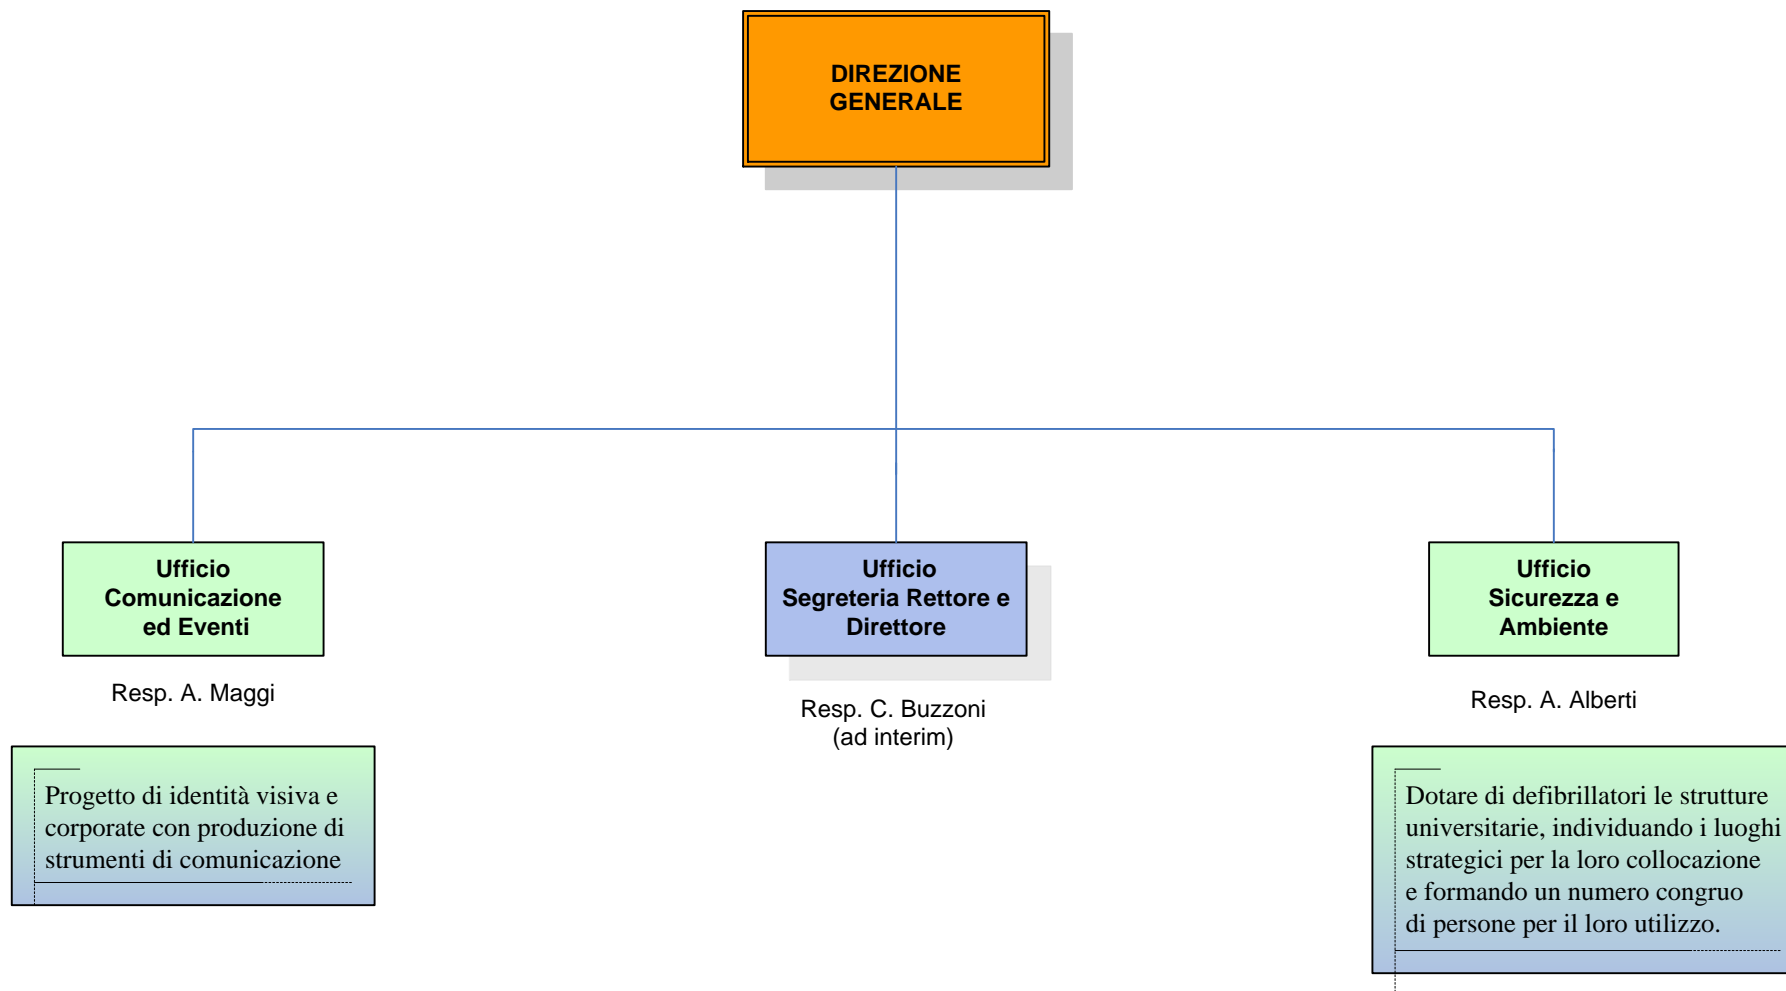 DIREZIONE
GENERALE
Ufficio
Comunicazione
ed Eventi
Resp. A. Maggi
Progetto di identità visiva e
corporate con produzione di
strumenti di comunicazione
Ufficio
Segreteria Rettore e
Direttore
Resp. C. Buzzoni
(ad interim)
Ufficio
Sicurezza e
Ambiente
Resp. A. Alberti
Dotare di defibrillatori le strutture
universitarie, individuando i luoghi
strategici per la loro collocazione
e formando un numero congruo
di persone per il loro utilizzo.